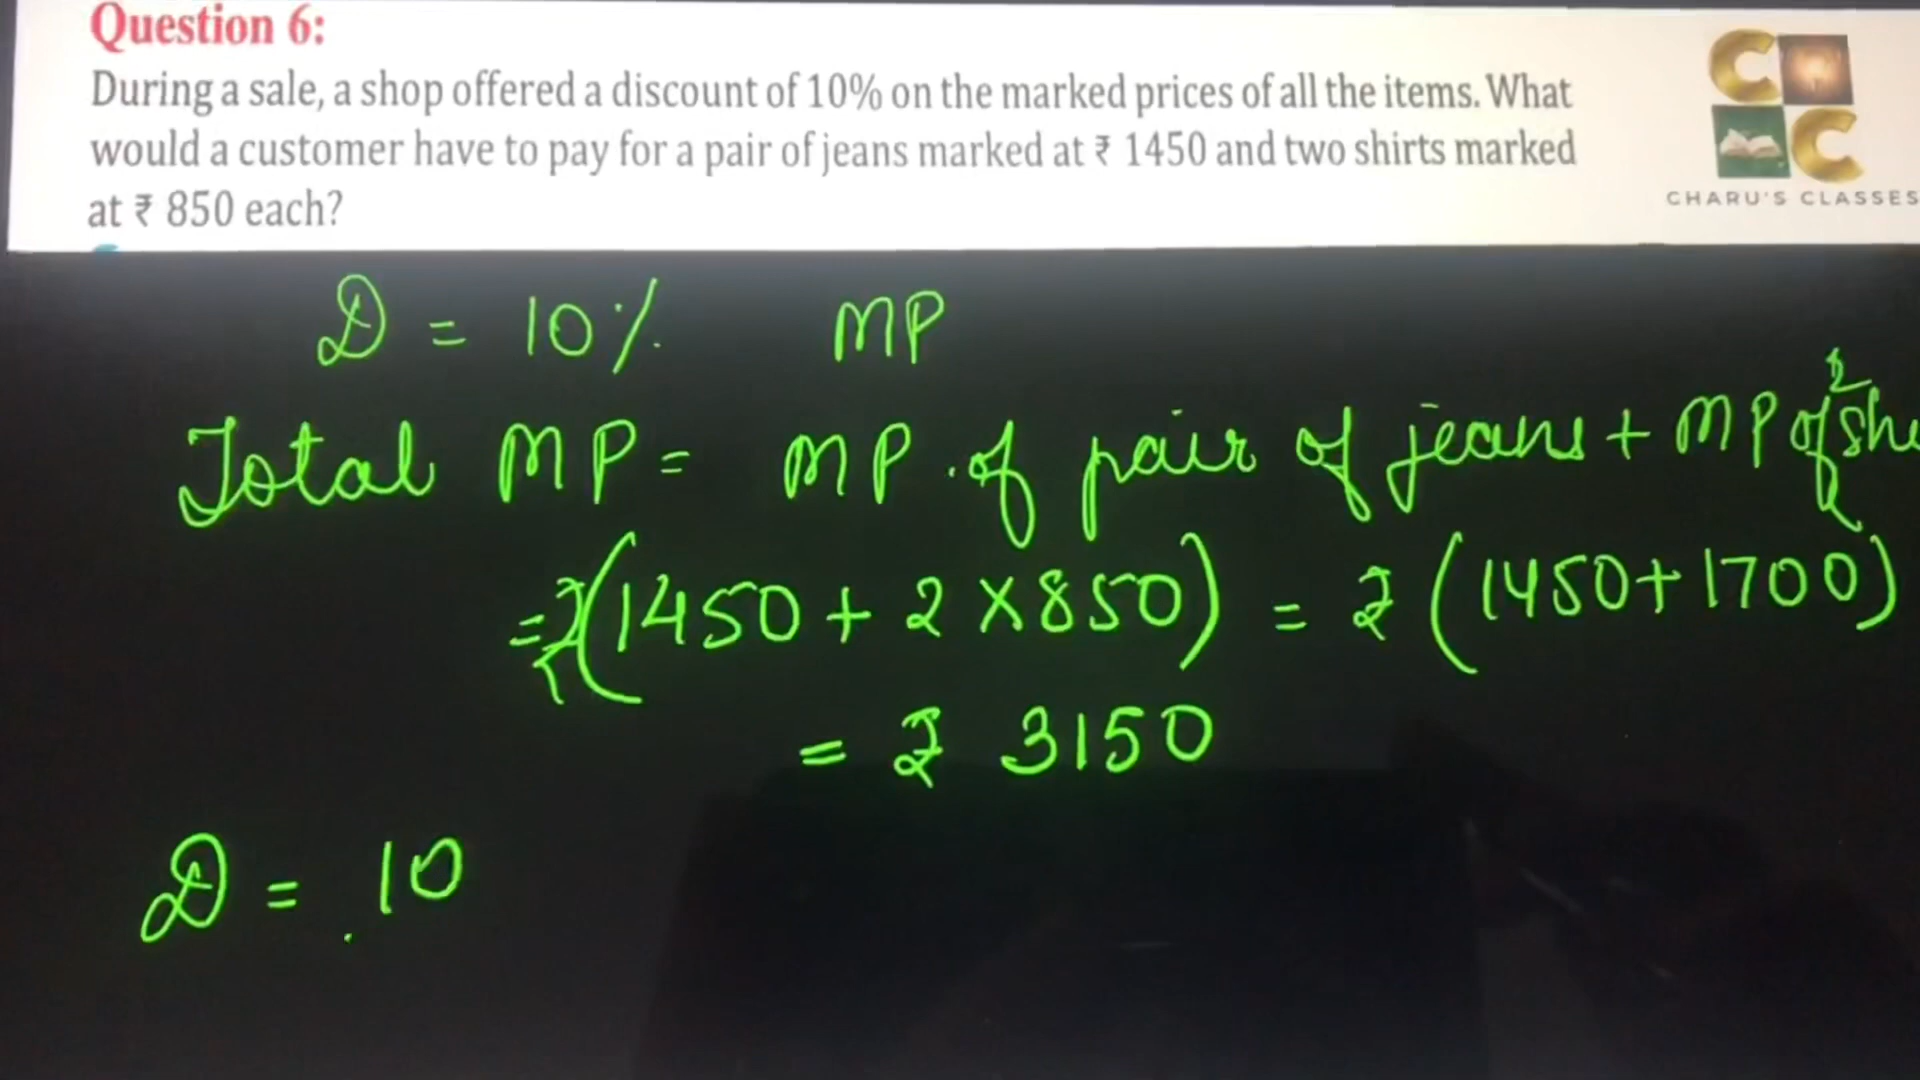 Question 6:
During a sale, a shop offered a discount of 10% on the marked prices of all the items. What
would a customer have to pay for a pair of jeans marked at ₹ 1450 and two shirts marked
at ₹ 850 each?
CC
CHARU'S CLASSES
D = 10% MP
Total MP = MP of pair of jeans + MP of 2 shi
= ₹(1450 + 2 × 850) = ₹ (1450 + 1700)
= ₹ 3150
D = 10